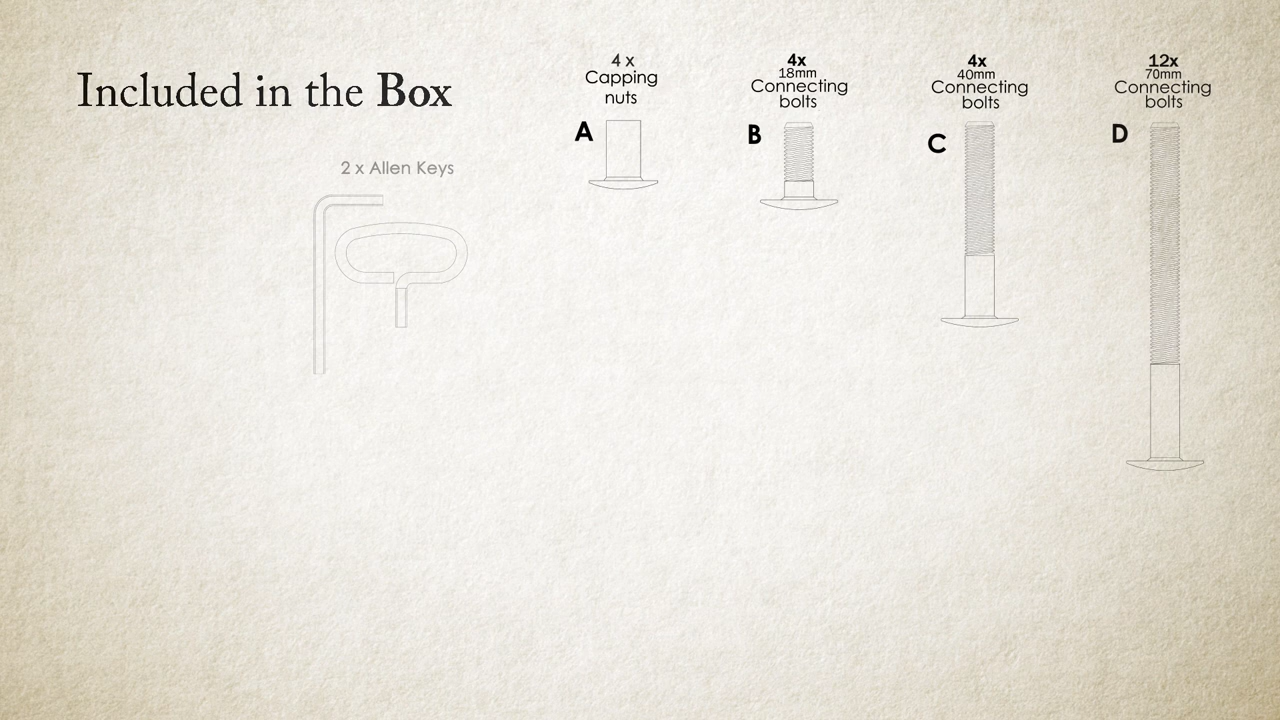 Included in the Box
2 x Allen Keys
4 x
Capping
nuts
A
4x
18mm
Connecting
bolts
B
4x
40mm
Connecting
bolts
C
12x
70mm
Connecting
bolts
D